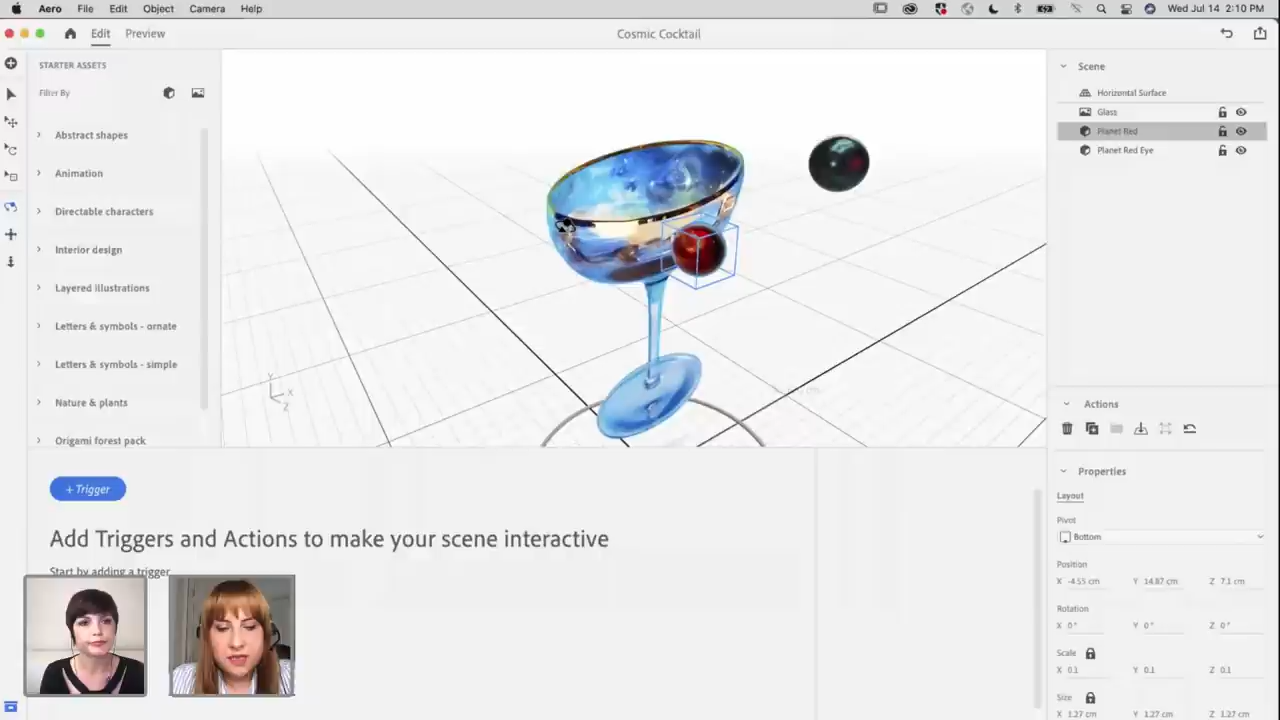 Aero File Edit Object Camera Help Wed Jul 14 2:10 PM
Edit Preview Cosmic Cocktail
STARTER ASSETS
Filter By
Abstract shapes
Animation
Directable characters
Interior design
Layered illustrations
Letters & symbols - ornate
Letters & symbols - simple
Nature & plants
Origami forest pack
Y
X
Z
Scene
Horizontal Surface
Glass
Planet Red
Planet Red Eye
Actions
Properties
Layout
Pivot
Bottom
Position
X -4.55 cm Y 14.87 cm Z 7.1 cm
Rotation
X 0° Y 0° Z 0°
Scale
X 0.1 Y 0.1 Z 0.1
Size
X 1.27 cm Y 1.27 cm Z 1.27 cm
+ Trigger
Add Triggers and Actions to make your scene interactive
Start by adding a trigger